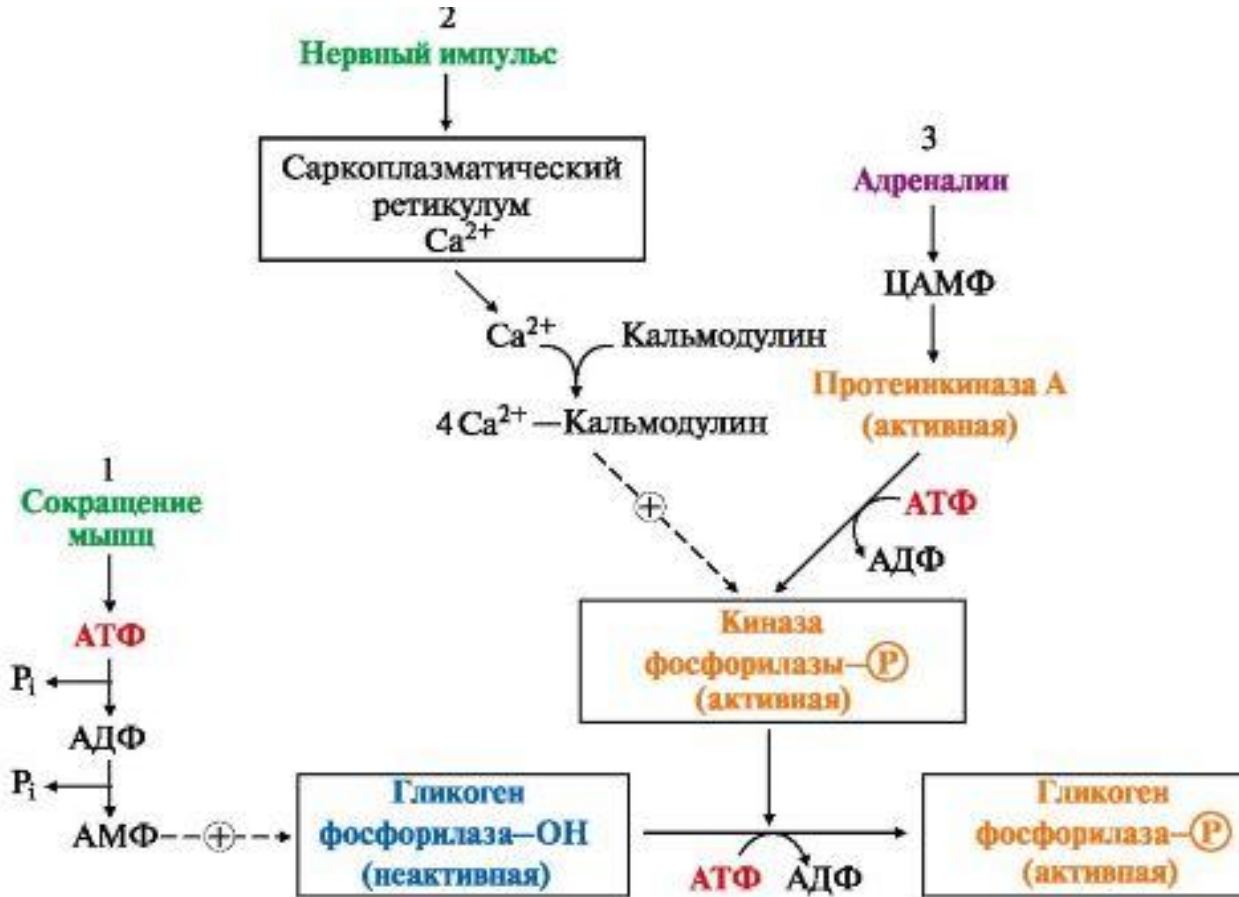 2
Нервный импульс
Саркоплазматический
ретикулум
Ca²⁺
3
Адреналин
ЦАМФ
Ca²⁺ Кальмодулин
4 Ca²⁺ — Кальмодулин
Протеинкиназа А
(активная)
АТФ
АДФ
+
1
Сокращение
мышц
АТФ
Pᵢ
АДФ
Pᵢ
АМФ
+
Киназа
фосфорилазы—P
(активная)
Гликоген
фосфорилаза—ОН
(неактивная)
АТФ АДФ
Гликоген
фосфорилаза—P
(активная)